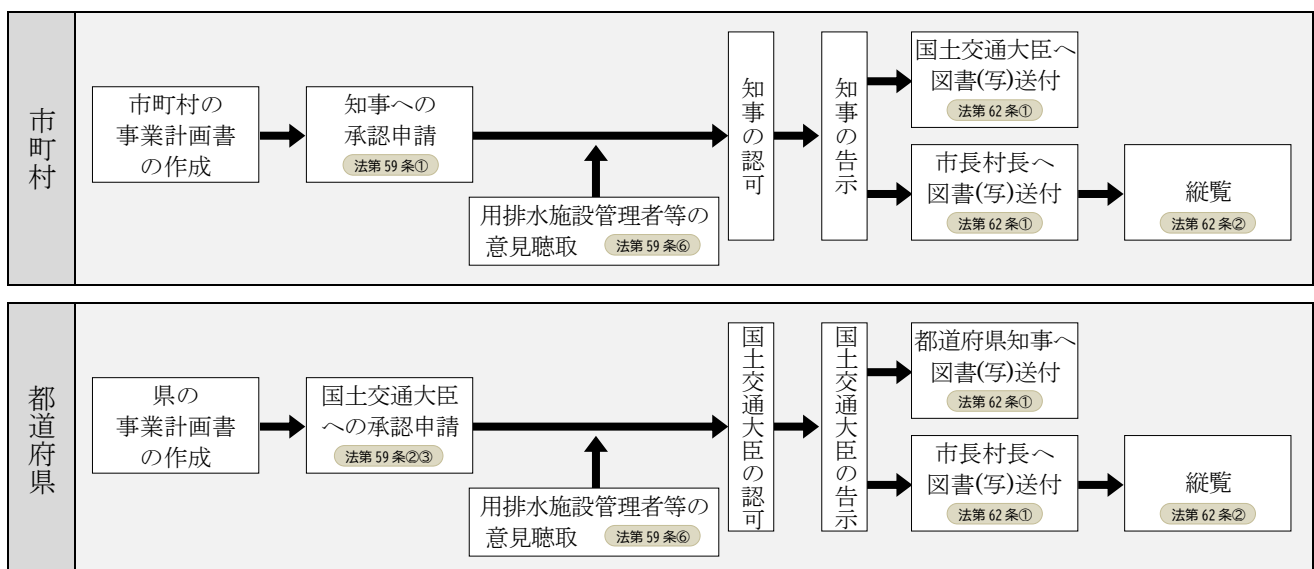 市町村
市町村の
事業計画書
の作成
知事への
承認申請
法第59条①
用排水施設管理者等の
意見聴取 法第59条⑥
知事の認可
知事の告示
国土交通大臣へ
図書(写)送付
法第62条①
市長村長へ
図書(写)送付
法第62条①
縦覧
法第62条②
都道府県
県の
事業計画書
の作成
国土交通大臣
への承認申請
法第59条②③
用排水施設管理者等の
意見聴取 法第59条⑥
国土交通大臣の認可
国土交通大臣の告示
都道府県知事へ
図書(写)送付
法第62条①
市長村長へ
図書(写)送付
法第62条①
縦覧
法第62条②